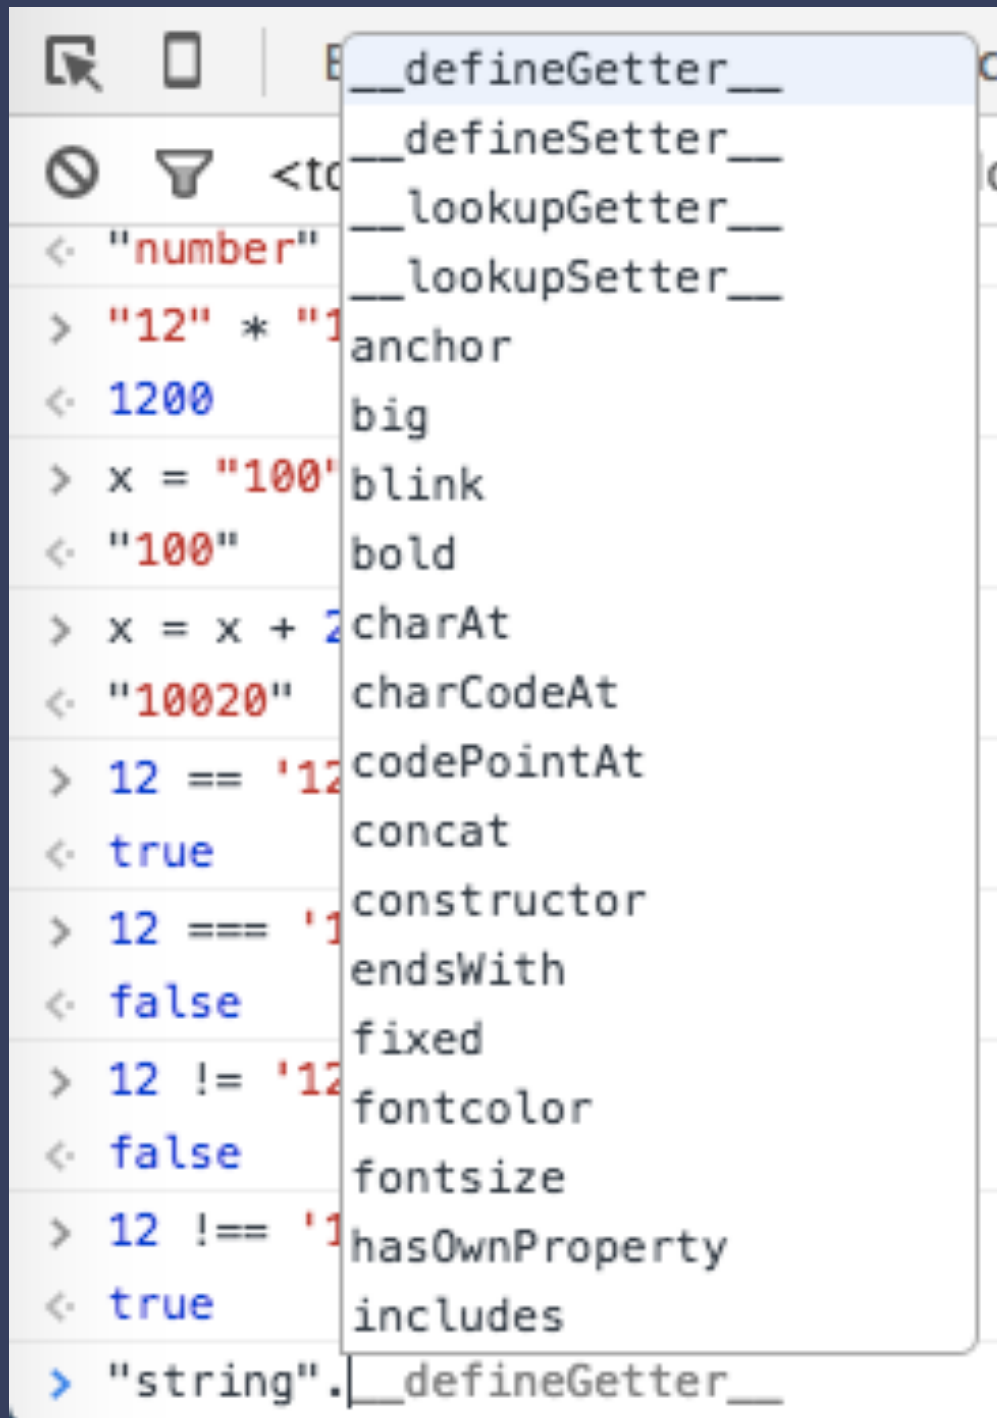 __defineGetter__
__defineSetter__
<to
__lookupGetter__
"number"
__lookupSetter__
"12" * "1
anchor
1200
big
x = "100"
blink
"100"
bold
x = x + 2
charAt
"10020"
charCodeAt
12 == '12
codePointAt
true
concat
12 === '1
constructor
false
endsWith
12 != '12
fixed
false
fontcolor
12 !== '1
fontsize
true
hasOwnProperty
includes
"string".__defineGetter__